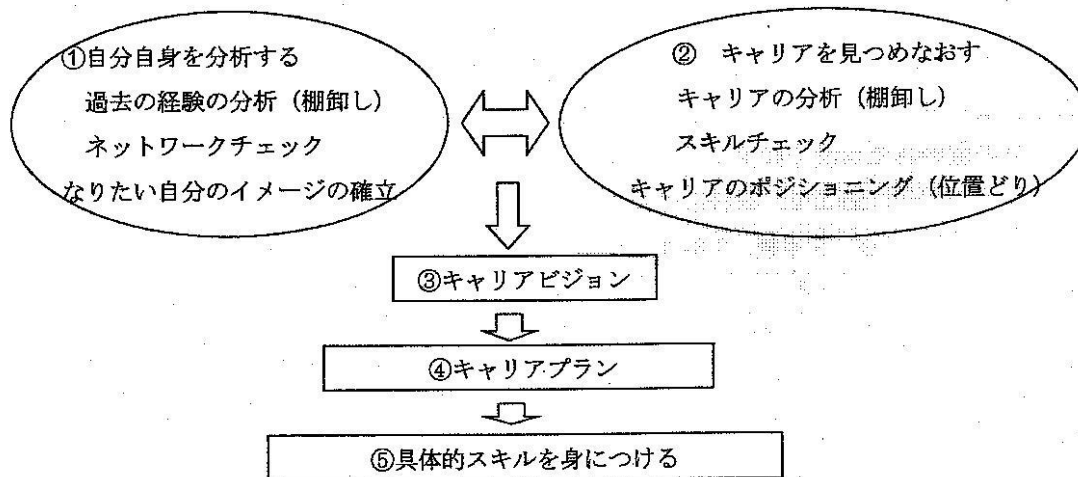 ①自分自身を分析する
過去の経験の分析（棚卸し）
ネットワークチェック
なりたい自分のイメージの確立
② キャリアを見つめなおす
キャリアの分析（棚卸し）
スキルチェック
キャリアのポジショニング（位置どり）
③キャリアビジョン
④キャリアプラン
⑤具体的スキルを身につける